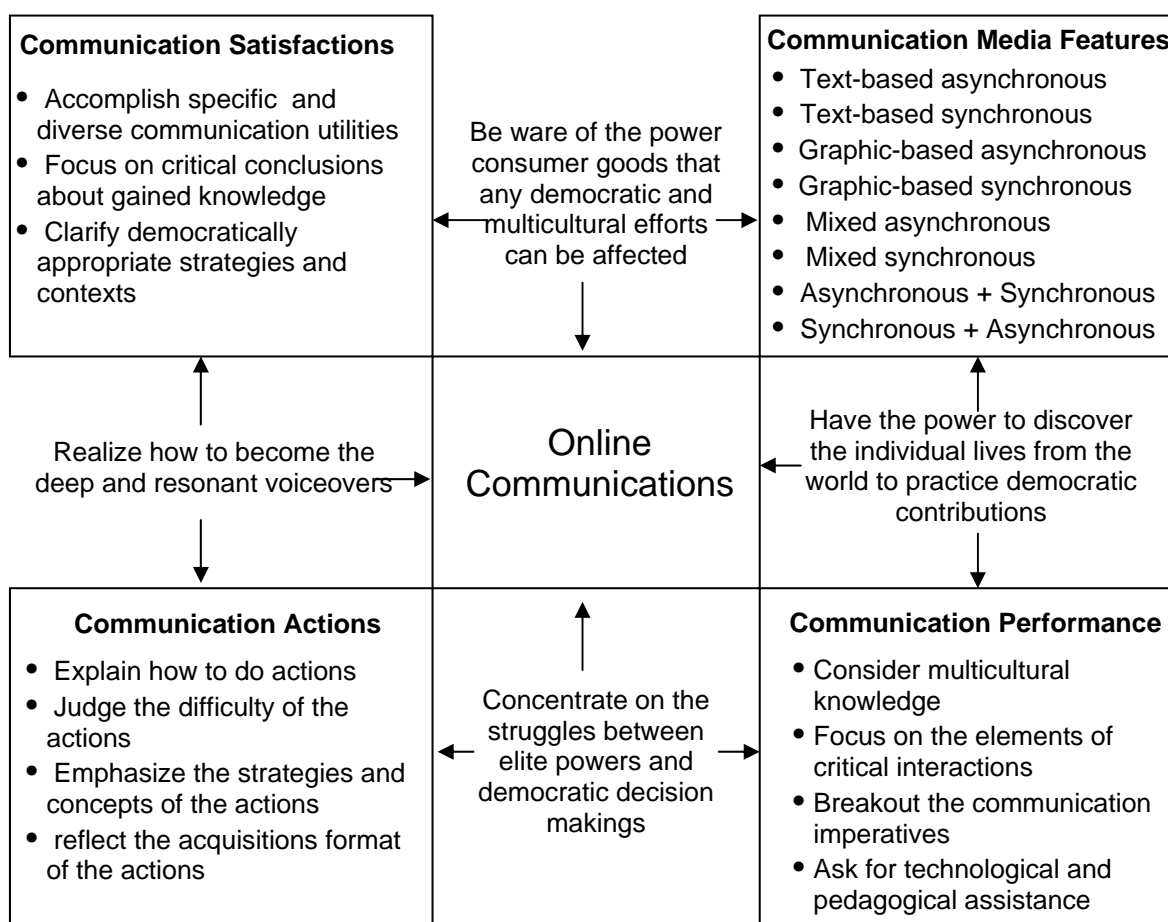 Communication Satisfactions
• Accomplish specific and
diverse communication utilities
• Focus on critical conclusions
about gained knowledge
• Clarify democratically
appropriate strategies and
contexts
Be ware of the power
consumer goods that
any democratic and
multicultural efforts
can be affected
Communication Media Features
• Text-based asynchronous
• Text-based synchronous
• Graphic-based asynchronous
• Graphic-based synchronous
• Mixed asynchronous
• Mixed synchronous
• Asynchronous + Synchronous
• Synchronous + Asynchronous
Realize how to become the
deep and resonant voiceovers
Online
Communications
Have the power to discover
the individual lives from the
world to practice democratic
contributions
Communication Actions
• Explain how to do actions
• Judge the difficulty of the
actions
• Emphasize the strategies and
concepts of the actions
• reflect the acquisitions format
of the actions
Concentrate on the
struggles between
elite powers and
democratic decision
makings
Communication Performance
• Consider multicultural
knowledge
• Focus on the elements of
critical interactions
• Breakout the communication
imperatives
• Ask for technological and
pedagogical assistance